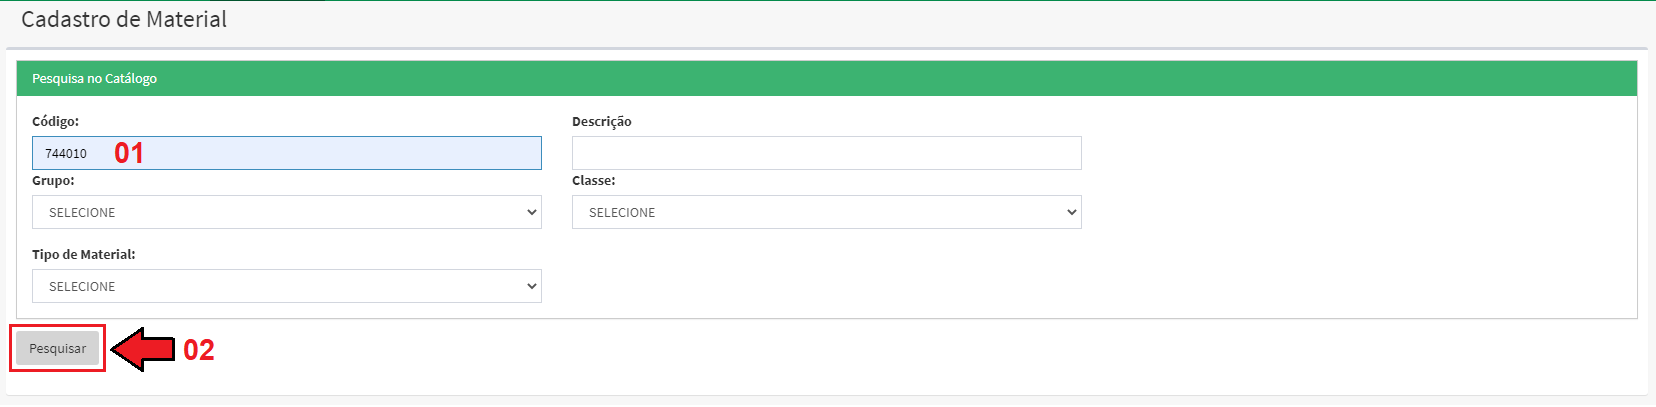 Cadastro de Material
Pesquisa no Catálogo
Código:
Descrição
744010 01
Grupo:
Classe:
SELECIONE
SELECIONE
Tipo de Material:
SELECIONE
Pesquisar 02